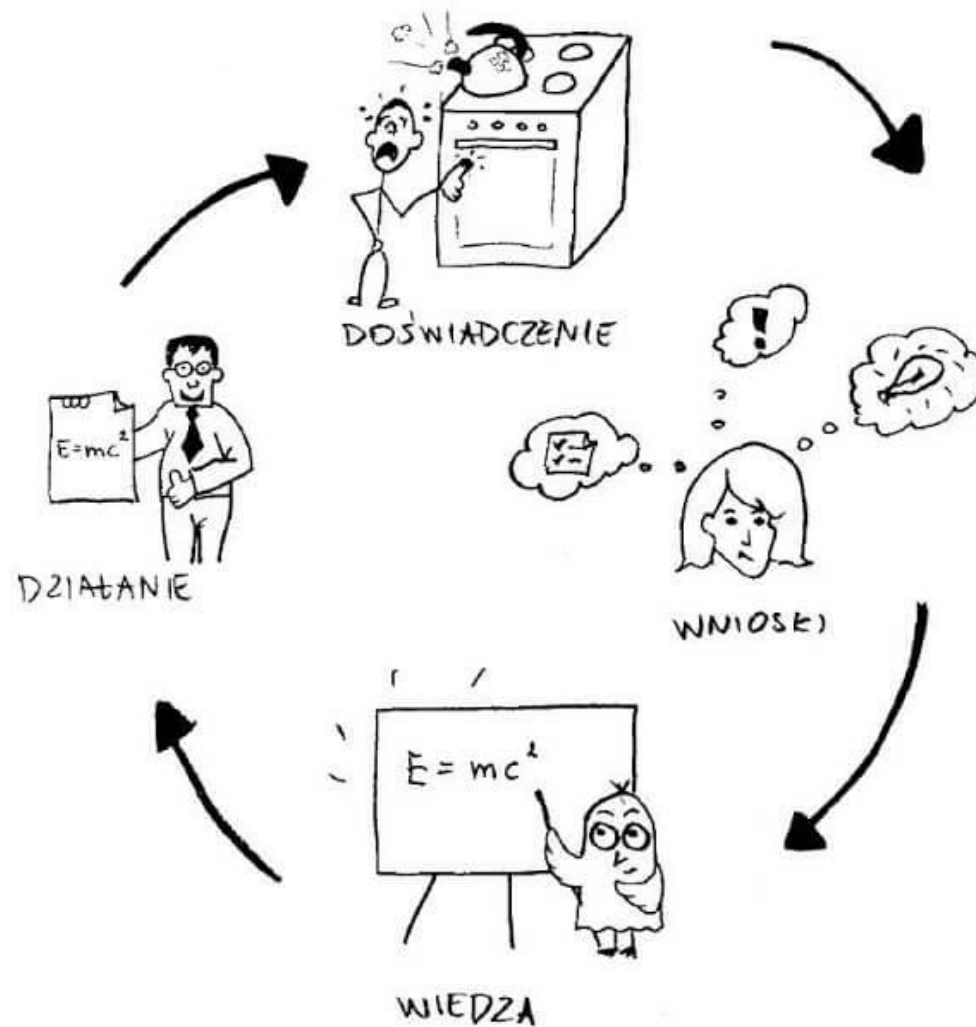 DOŚWIADCZENIE
WNIOSKI
E = mc²
WIEDZA
E=mc²
DZIAŁANIE